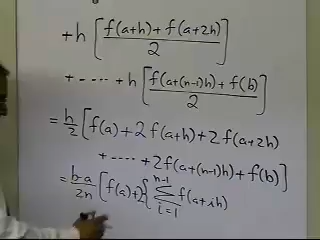 + h [ (f(a+h) + f(a+2h)) / 2 ]
+ ---- + h [ (f(a+(n-1)h) + f(b)) / 2 ]
= h/2 [ f(a) + 2f(a+h) + 2f(a+2h)
+ ---- + 2f(a+(n-1)h) + f(b) ]
= b-a/2n [ f(a) + 2 { n-1 Σ i=1 f(a+ih)